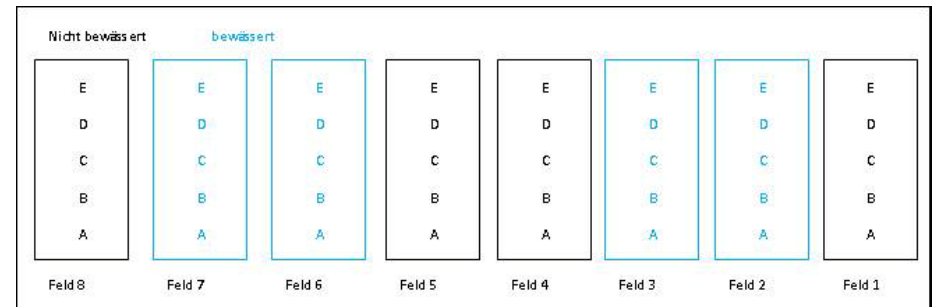 Nicht bewässert bewässert
E E E E E E E E
D D D D D D D D
C C C C C C C C
B B B B B B B B
A A A A A A A A
Feld 8 Feld 7 Feld 6 Feld 5 Feld 4 Feld 3 Feld 2 Feld 1